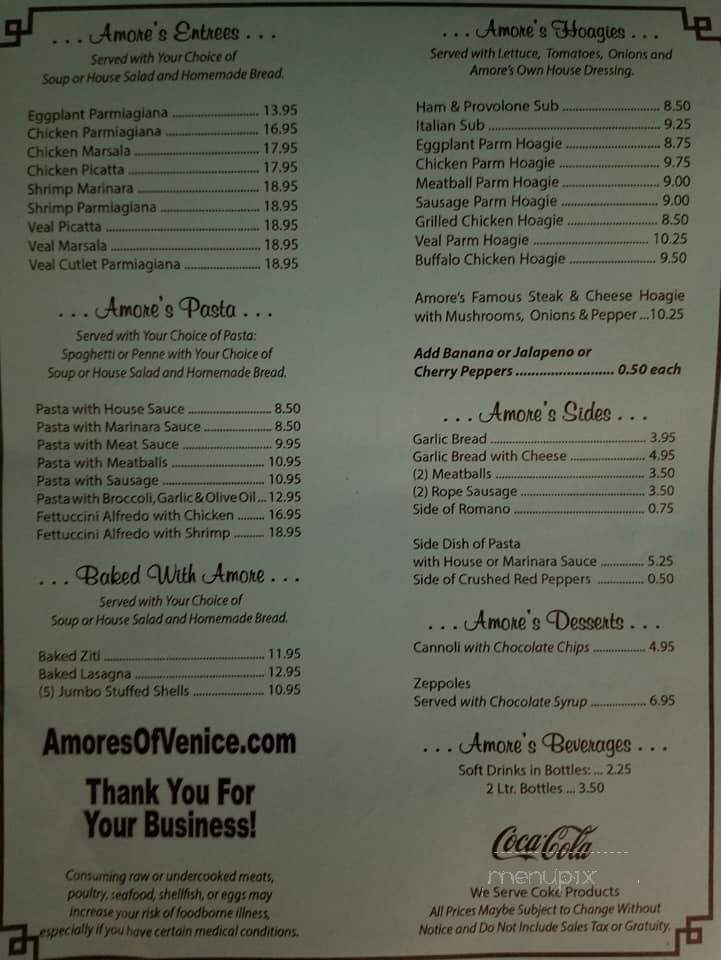 . . . Amore's Entrees . . .
Served with Your Choice of
Soup or House Salad and Homemade Bread.
Eggplant Parmiagiana ............................ 13.95
Chicken Parmiagiana ............................ 16.95
Chicken Marsala ..................................... 17.95
Chicken Picatta ....................................... 17.95
Shrimp Marinara .................................... 18.95
Shrimp Parmiagiana .............................. 18.95
Veal Picatta ............................................. 18.95
Veal Marsala ............................................ 18.95
Veal Cutlet Parmiagiana ...................... 18.95
. . . Amore's Pasta . . .
Served with Your Choice of Pasta:
Spaghetti or Penne with Your Choice of
Soup or House Salad and Homemade Bread.
Pasta with House Sauce ......................... 8.50
Pasta with Marinara Sauce .................... 8.50
Pasta with Meat Sauce .......................... 9.95
Pasta with Meatballs ............................ 10.95
Pasta with Sausage ............................... 10.95
Pasta with Broccoli, Garlic & Olive Oil ... 12.95
Fettuccini Alfredo with Chicken ........ 16.95
Fettuccini Alfredo with Shrimp ......... 18.95
. . . Baked With Amore . . .
Served with Your Choice of
Soup or House Salad and Homemade Bread.
Baked Ziti ................................................ 11.95
Baked Lasagna ....................................... 12.95
(5) Jumbo Stuffed Shells ..................... 10.95
AmoresOfVenice.com
Thank You For
Your Business!
Consuming raw or undercooked meats,
poultry, seafood, shellfish, or eggs may
increase your risk of foodborne illness,
especially if you have certain medical conditions.
. . . Amore's Hoagies . . .
Served with Lettuce, Tomatoes, Onions and
Amore's Own House Dressing.
Ham & Provolone Sub ............................ 8.50
Italian Sub .................................................. 9.25
Eggplant Parm Hoagie ............................ 8.75
Chicken Parm Hoagie ............................. 9.75
Meatball Parm Hoagie ............................ 9.00
Sausage Parm Hoagie ............................ 9.00
Grilled Chicken Hoagie .......................... 8.50
Veal Parm Hoagie .................................. 10.25
Buffalo Chicken Hoagie ......................... 9.50
Amore's Famous Steak & Cheese Hoagie
with Mushrooms, Onions & Pepper ...10.25
Add Banana or Jalapeno or
Cherry Peppers ......................... 0.50 each
. . . Amore's Sides . . .
Garlic Bread ................................................ 3.95
Garlic Bread with Cheese ....................... 4.95
(2) Meatballs .............................................. 3.50
(2) Rope Sausage ...................................... 3.50
Side of Romano ........................................ 0.75
Side Dish of Pasta
with House or Marinara Sauce ............. 5.25
Side of Crushed Red Peppers .............. 0.50
. . . Amore's Desserts . . .
Cannoli with Chocolate Chips ................ 4.95
Zeppoles
Served with Chocolate Syrup ................. 6.95
. . . Amore's Beverages . . .
Soft Drinks in Bottles: ... 2.25
2 Ltr. Bottles ... 3.50
Coca-Cola
menupix
We Serve Coke Products
All Prices Maybe Subject to Change Without
Notice and Do Not Include Sales Tax or Gratuity.